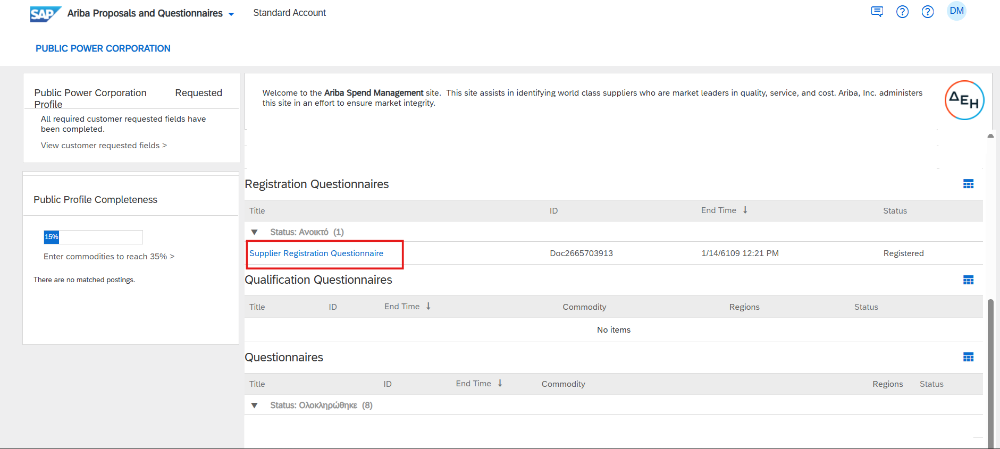 SAP Ariba Proposals and Questionnaires Standard Account DM
PUBLIC POWER CORPORATION
Public Power Corporation Profile Requested
All required customer requested fields have
been completed.
View customer requested fields >
Public Profile Completeness
15%
Enter commodities to reach 35% >
There are no matched postings.
Welcome to the Ariba Spend Management site. This site assists in identifying world class suppliers who are market leaders in quality, service, and cost. Ariba, Inc. administers
this site in an effort to ensure market integrity.
ΔΕΗ
Registration Questionnaires
Title ID End Time ↓ Status
▼ Status: Ανοικτό (1)
Supplier Registration Questionnaire Doc2665703913 1/14/6109 12:21 PM Registered
Qualification Questionnaires
Title ID End Time ↓ Commodity Regions Status
No items
Questionnaires
Title ID End Time ↓ Commodity Regions Status
▼ Status: Ολοκληρώθηκε (8)